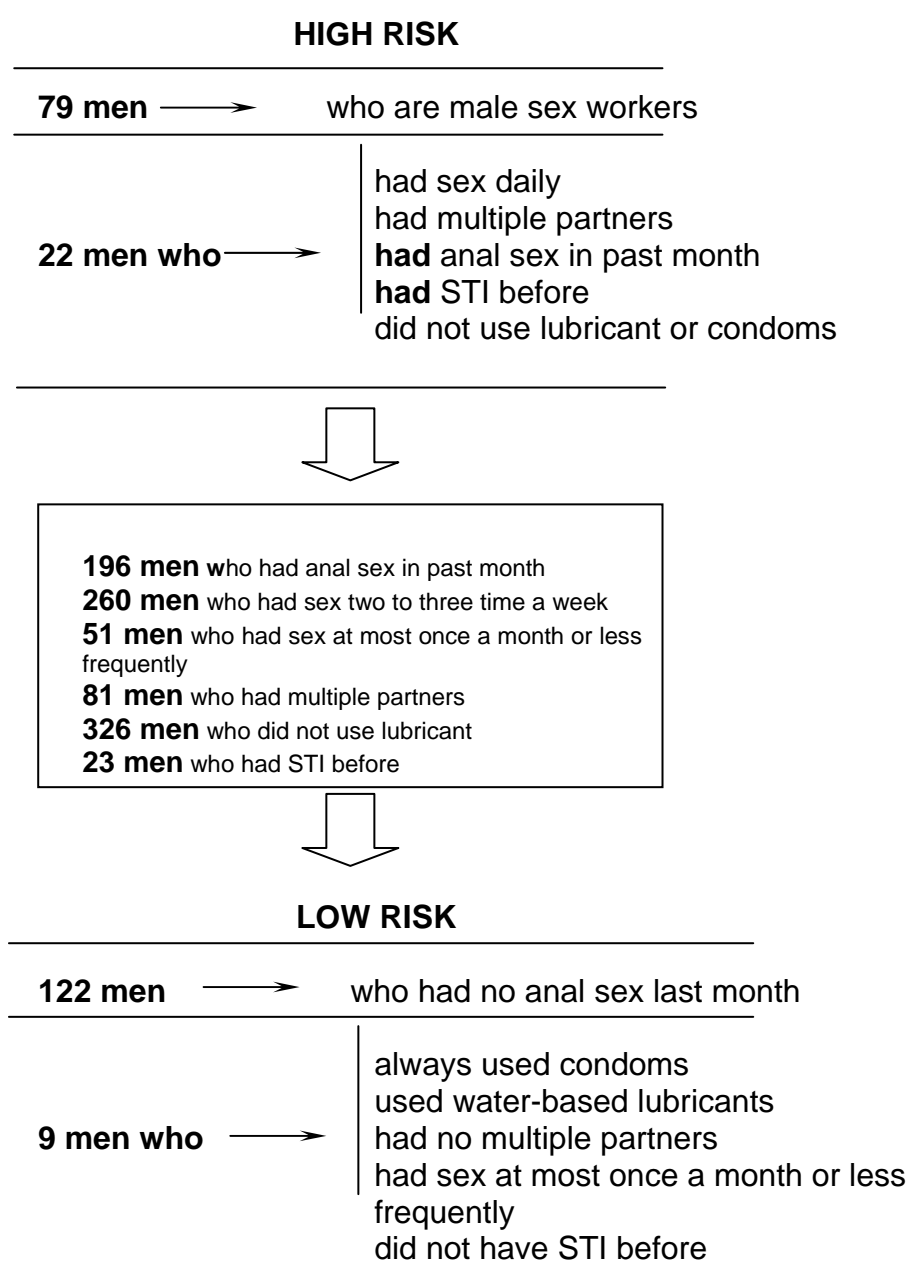 HIGH RISK
79 men who are male sex workers
22 men who
had sex daily
had multiple partners
had anal sex in past month
had STI before
did not use lubricant or condoms
196 men who had anal sex in past month
260 men who had sex two to three time a week
51 men who had sex at most once a month or less
frequently
81 men who had multiple partners
326 men who did not use lubricant
23 men who had STI before
LOW RISK
122 men who had no anal sex last month
9 men who
always used condoms
used water-based lubricants
had no multiple partners
had sex at most once a month or less
frequently
did not have STI before